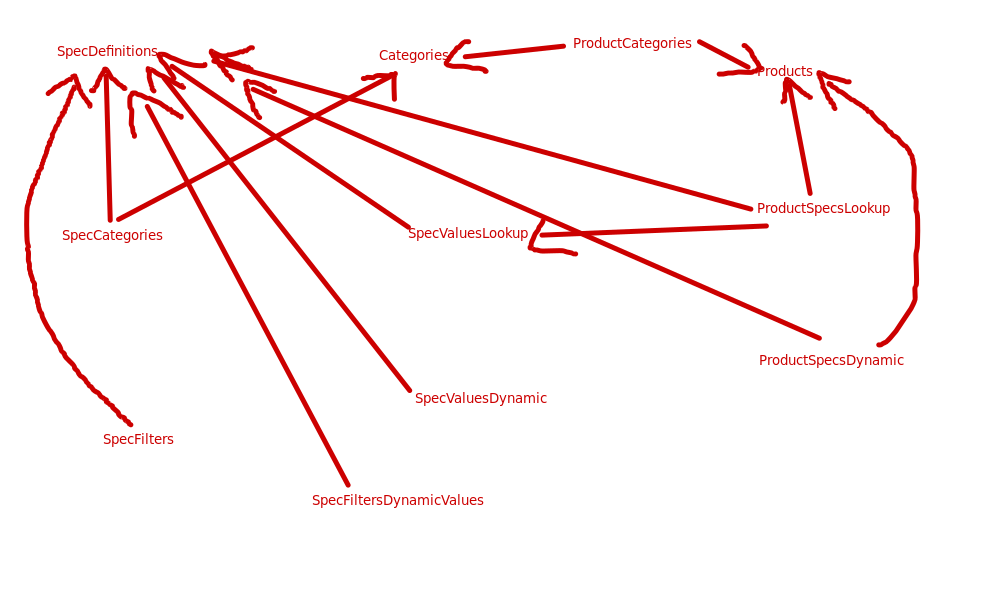 SpecDefinitions
Categories
ProductCategories
Products
SpecCategories
SpecValuesLookup
ProductSpecsLookup
ProductSpecsDynamic
SpecValuesDynamic
SpecFilters
SpecFiltersDynamicValues